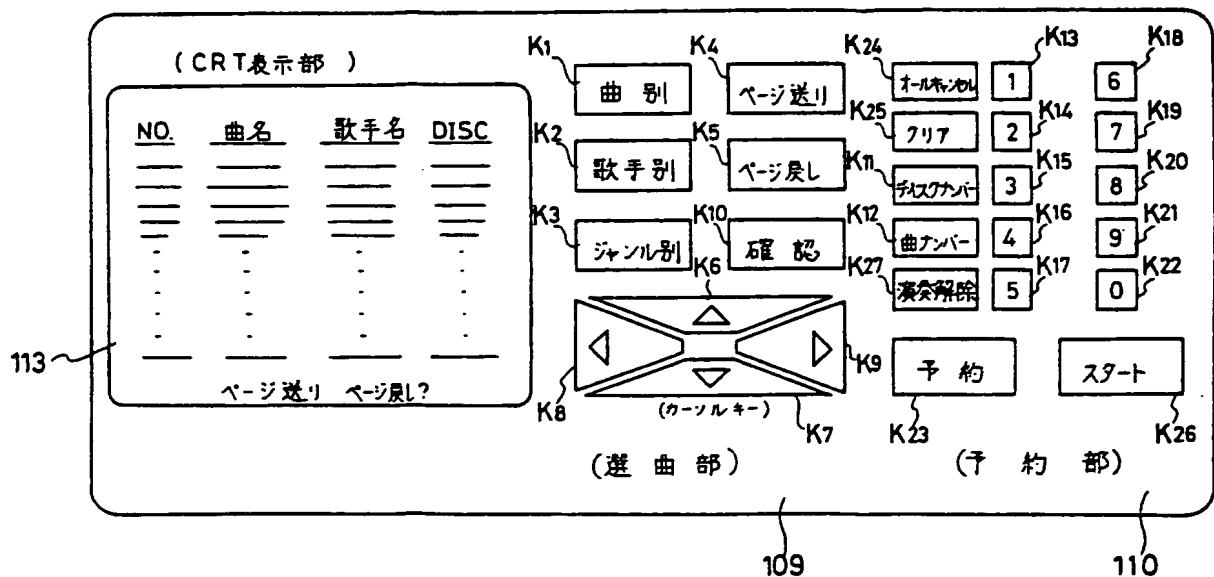 (CRT表示部)
NO. 曲名 歌手名 DISC
ページ送り ページ戻し?
113
K1 曲別
K2 歌手別
K3 ジャンル別
K4 ページ送り
K5 ページ戻し
K10 確認
K6
K8
K9
K7
(カーソルキー)
(選曲部)
109
K24 オールキャンセル
K25 クリア
K11 ディスクナンバー
K12 曲ナンバー
K27 演奏解除
K13 1
K14 2
K15 3
K16 4
K17 5
K18 6
K19 7
K20 8
K21 9
K22 0
予約
K23
スタート
K26
(予約部)
110